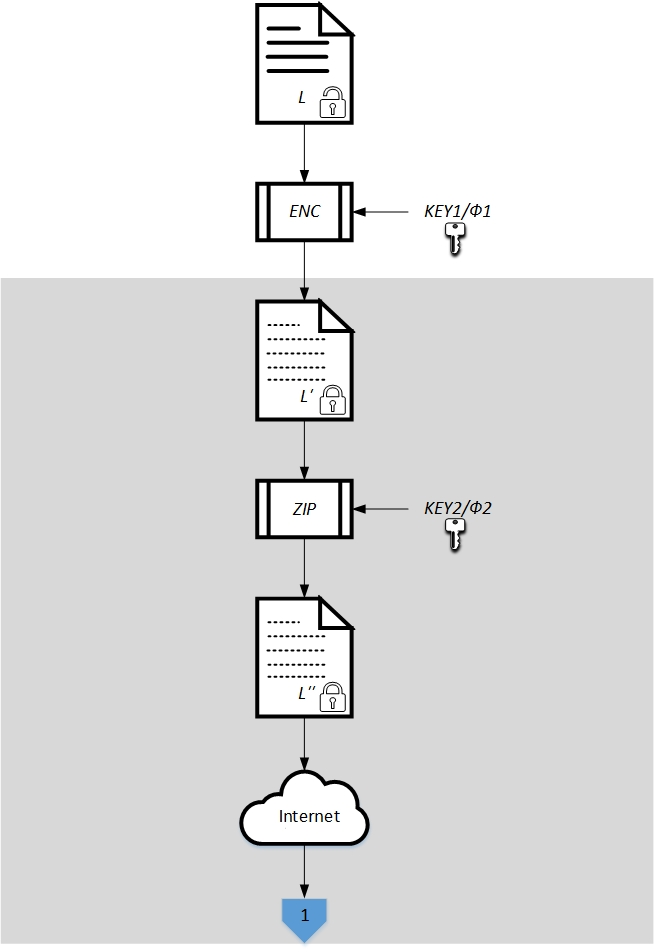 L
ENC
KEY1/Φ1
L′
ZIP
KEY2/Φ2
L′′
Internet
1